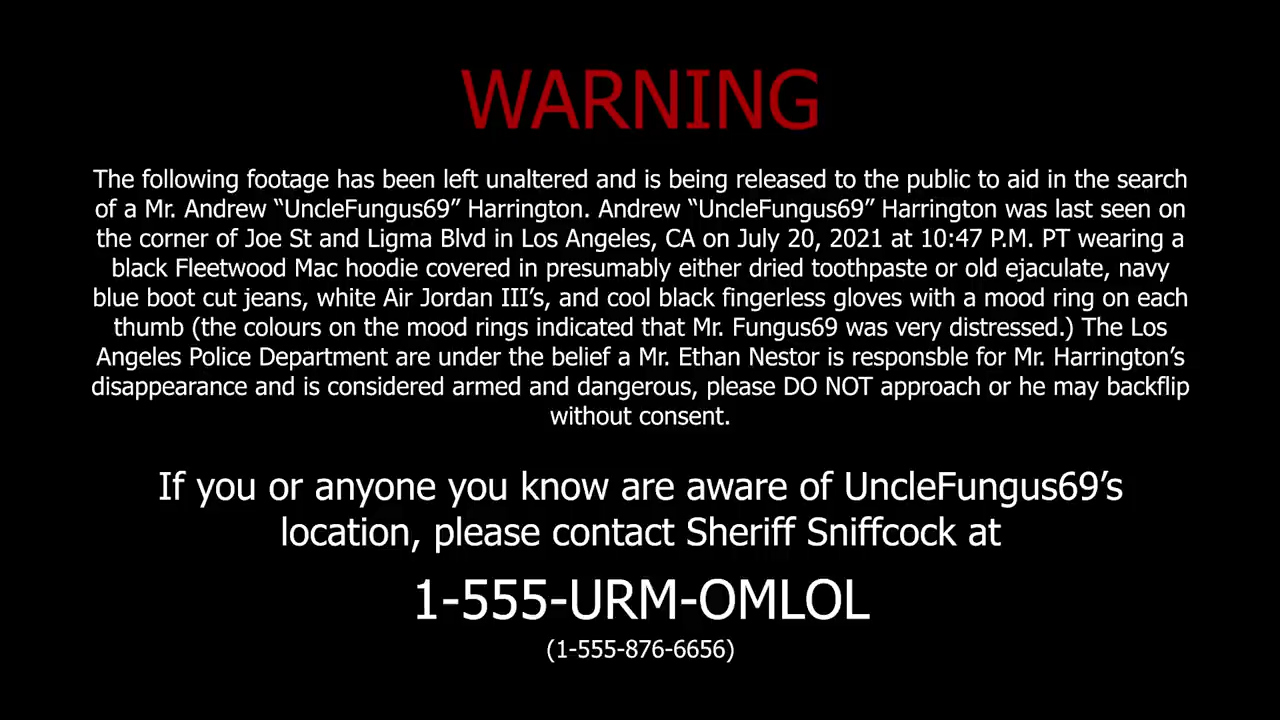 WARNING
The following footage has been left unaltered and is being released to the public to aid in the search
of a Mr. Andrew “UncleFungus69” Harrington. Andrew “UncleFungus69” Harrington was last seen on
the corner of Joe St and Ligma Blvd in Los Angeles, CA on July 20, 2021 at 10:47 P.M. PT wearing a
black Fleetwood Mac hoodie covered in presumably either dried toothpaste or old ejaculate, navy
blue boot cut jeans, white Air Jordan III’s, and cool black fingerless gloves with a mood ring on each
thumb (the colours on the mood rings indicated that Mr. Fungus69 was very distressed.) The Los
Angeles Police Department are under the belief a Mr. Ethan Nestor is responsble for Mr. Harrington’s
disappearance and is considered armed and dangerous, please DO NOT approach or he may backflip
without consent.
If you or anyone you know are aware of UncleFungus69’s
location, please contact Sheriff Sniffcock at
1-555-URM-OMLOL
(1-555-876-6656)